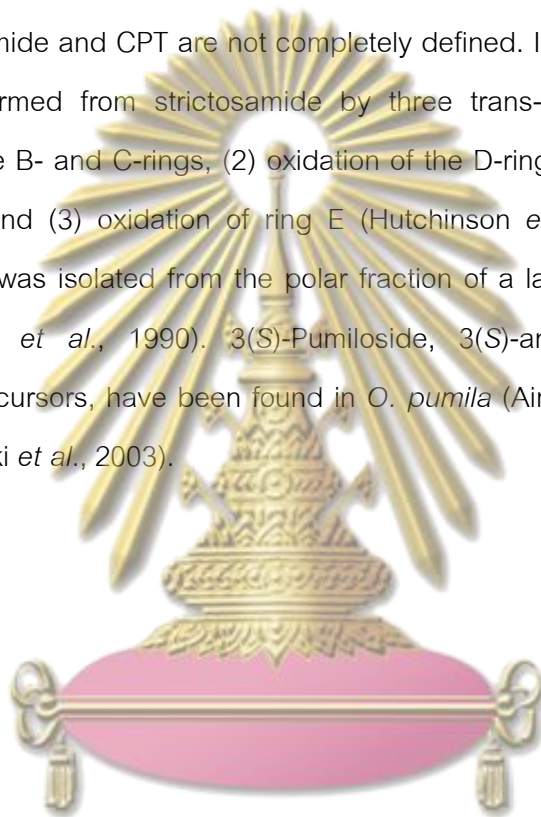 mide and CPT are not completely defined. I
rmed from strictosamide by three trans-
e B- and C-rings, (2) oxidation of the D-ring
nd (3) oxidation of ring E (Hutchinson e
was isolated from the polar fraction of a la
et al., 1990). 3(S)-Pumiloside, 3(S)-ar
cursors, have been found in O. pumila (Air
ki et al., 2003).